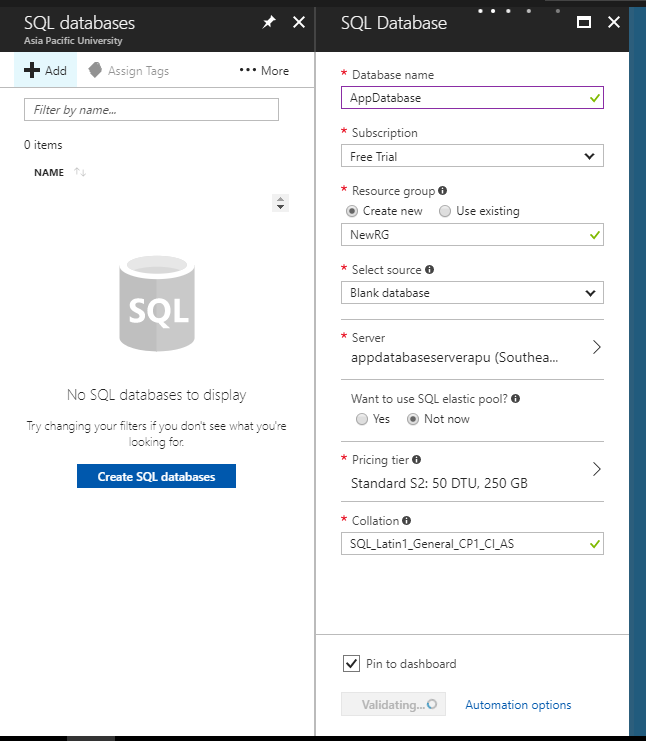 SQL databases
Asia Pacific University
Add
Assign Tags
More
Filter by name...
0 items
NAME
SQL
No SQL databases to display
Try changing your filters if you don't see what you're
looking for.
Create SQL databases
SQL Database
* Database name
AppDatabase
* Subscription
Free Trial
* Resource group
Create new
Use existing
NewRG
* Select source
Blank database
* Server
appdatabaseserverapu (Southea...
Want to use SQL elastic pool?
Yes
Not now
* Pricing tier
Standard S2: 50 DTU, 250 GB
* Collation
SQL_Latin1_General_CP1_CI_AS
Pin to dashboard
Validating...
Automation options